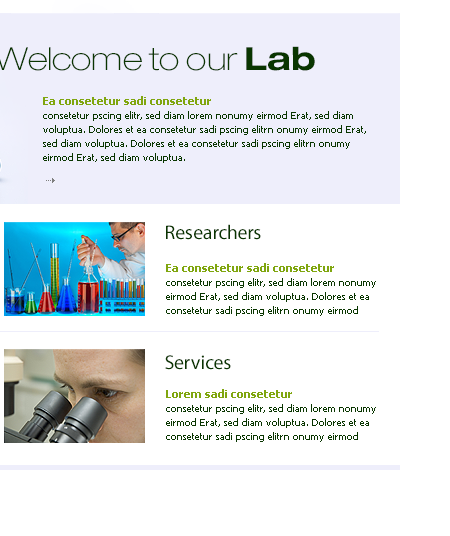 Welcome to our Lab
Ea consetetur sadi consetetur
consetetur pscing elitr, sed diam lorem nonumy eirmod Erat, sed diam
voluptua. Dolores et ea consetetur sadi pscing elitrn onumy eirmod Erat,
sed diam voluptua. Dolores et ea consetetur sadi pscing elitrn onumy
eirmod Erat, sed diam voluptua.
Researchers
Ea consetetur sadi consetetur
consetetur pscing elitr, sed diam lorem nonumy
eirmod Erat, sed diam voluptua. Dolores et ea
consetetur sadi pscing elitrn onumy eirmod
Services
Lorem sadi consetetur
consetetur pscing elitr, sed diam lorem nonumy
eirmod Erat, sed diam voluptua. Dolores et ea
consetetur sadi pscing elitrn onumy eirmod